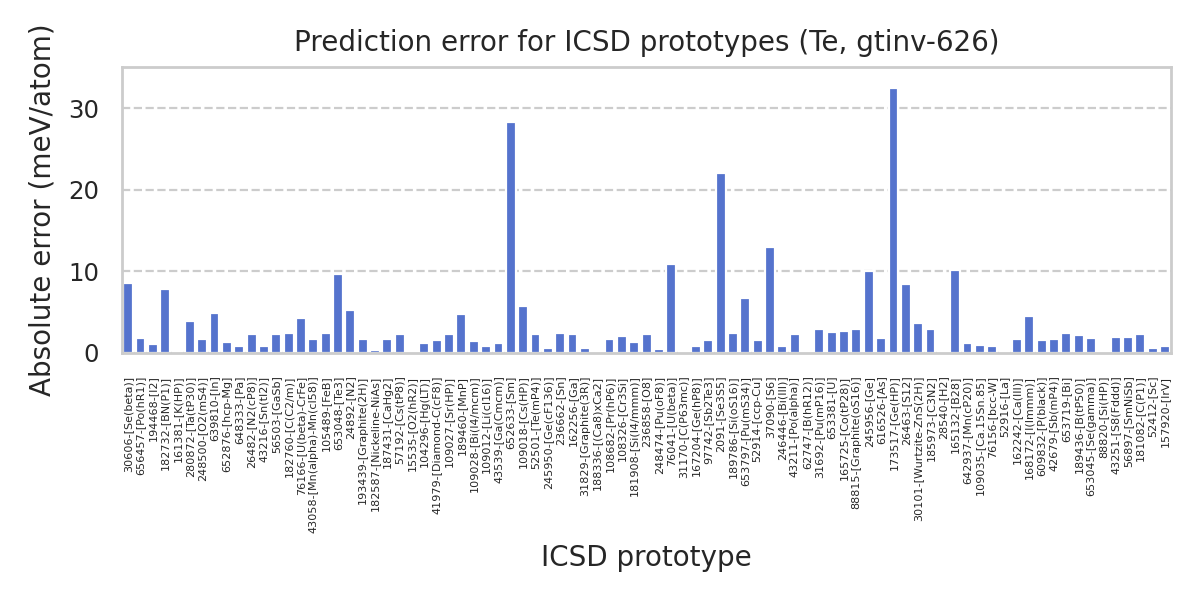 Prediction error for ICSD prototypes (Te, gtinv-626)
Absolute error (meV/atom)
30
20
10
0
306006-[Se(beta)]
656457-[Po(hR1)]
194468-[I2]
182732-[BN(P1)]
161381-[K(HP)]
280872-[Ta(tP30)]
248500-[O2(mS4)]
639810-[In]
652876-[hcp-Mg]
24833-[Pa]
26482-[N2(cP8)]
43216-[Sn(tI2)]
56503-[GaSb]
182760-[C(C2/m)]
76166-[U(beta)-CrFe]
43058-[Mn(alpha)-Mn(cI58)]
105489-[FeB]
653048-[Te3]
24892-[N2]
193439-[Graphite(2H)]
182587-[Nickeline-NiAs]
187431-[CaHg2]
57192-[Cs(tP8)]
15535-[O2(hR2)]
104296-[Hg(LT)]
41979-[Diamond-C(cF8)]
109027-[Sr(HP)]
189460-[MnP]
109028-[Bi(I4/mcm)]
109012-[Li(cI16)]
43539-[Ga(Cmcm)]
652633-[Sm]
109018-[Cs(HP)]
52501-[Te(mP4)]
245950-[Ge(cF136)]
236662-[Sn]
162256-[Ga]
31829-[Graphite(3R)]
188336-[(Ca8)xCa2]
108682-[Pr(hP6)]
108326-[Cr3Si]
181908-[Si(I4/mmm)]
236858-[O8]
248474-[Pu(oF8)]
76041-[U(beta)]
31170-[C(P63mc)]
167204-[Ge(hP8)]
97742-[Sb2Te3]
2091-[Se3S5]
189786-[Si(oS16)]
653797-[Pu(mS34)]
52914-[ccp-Cu]
37090-[S6]
246446-[Bi(III)]
43211-[Po(alpha)]
62747-[B(hR12)]
31692-[Pu(mP16)]
653381-[U]
165725-[Co(tP28)]
88815-[Graphite(oS16)]
245956-[Ge]
616526-[As]
173517-[Ge(HP)]
264663-[S12]
30101-[Wurtzite-ZnS(2H)]
185973-[C3N2]
28540-[H2]
165132-[B28]
642937-[Mn(cP20)]
109035-[Ca.15Sn.85]
76156-[bcc-W]
52916-[La]
162242-[Ca(III)]
168172-[I(Immm)]
609832-[P(black)]
42679-[Sb(mP4)]
653719-[Bi]
189436-[B(tP50)]
653045-[Se(gamma)]
88820-[Si(HP)]
43251-[S8(Fddd)]
56897-[SmNiSb]
181082-[C(P1)]
52412-[Sc]
157920-[IrV]
ICSD prototype